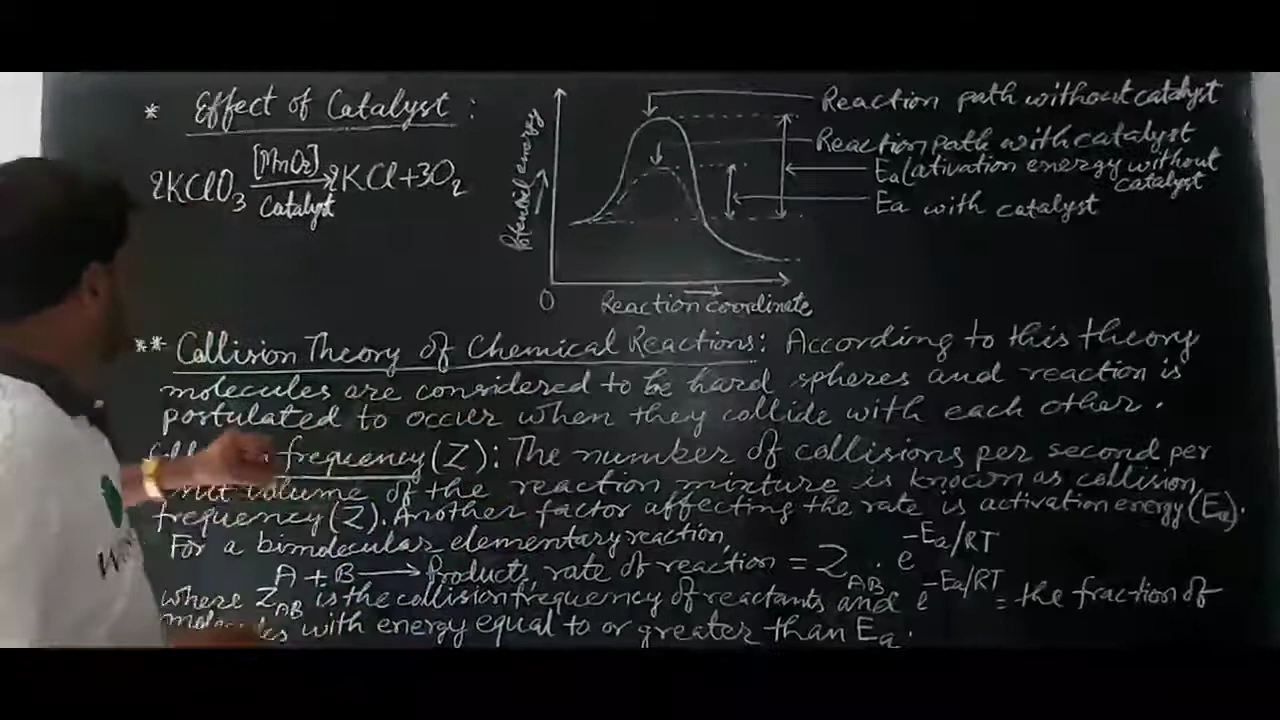 * Effect of Catalyst :
2KClO3 [MnO2] catalyst → 2KCl+3O2
Potential energy
O
Reaction coordinate
Reaction path without catalyst
Reaction path with catalyst
Ea(ativation energy without
catalyst
Ea with catalyst
** Collision Theory of Chemical Reactions: According to this theory
molecules are considered to be hard spheres and reaction is
postulated to occur when they collide with each other.
frequency (Z): The number of collisions per second per
volume of the reaction mixture is known as collision
frequency (Z). Another factor affecting the rate is activation energy (Ea).
For a bimolecular elementary reaction,
A + B → Products, rate of reaction = ZAB . e^-Ea/RT
where ZAB is the collision frequency of reactants and e^-Ea/RT = the fraction of
molecules with energy equal to or greater than Ea.